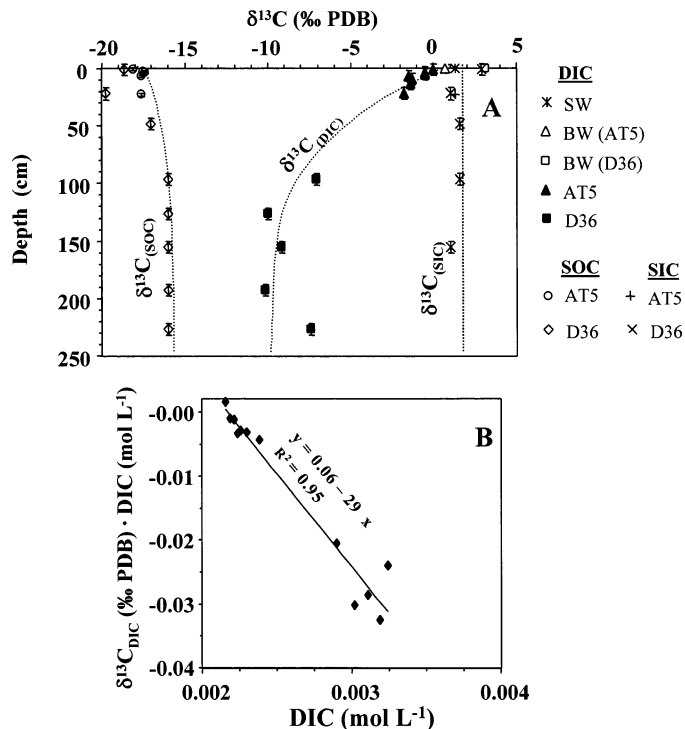 δ¹³C (‰ PDB)
-20 -15 -10 -5 0 5
0
50
100
150
200
250
Depth (cm)
A
δ¹³C(SOC)
δ¹³C(DIC)
δ¹³C(SIC)
DIC
SW
BW (AT5)
BW (D36)
AT5
D36
SOC SIC
AT5 AT5
D36 D36
-0.00
-0.01
-0.02
-0.03
-0.04
δ¹³C_DIC (‰ PDB) · DIC (mol L⁻¹)
B
y = 0.06 – 29 x
R² = 0.95
0.002 0.003 0.004
DIC (mol L⁻¹)